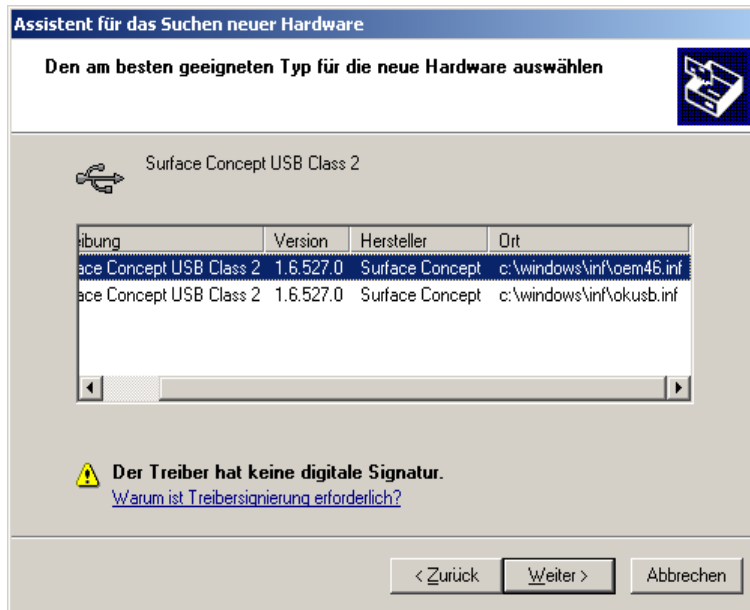 Assistent für das Suchen neuer Hardware
Den am besten geeigneten Typ für die neue Hardware auswählen
Surface Concept USB Class 2
ibung Version Hersteller Ort
ace Concept USB Class 2 1.6.527.0 Surface Concept c:\windows\inf\oem46.inf
ace Concept USB Class 2 1.6.527.0 Surface Concept c:\windows\inf\okusb.inf
Der Treiber hat keine digitale Signatur.
Warum ist Treibersignierung erforderlich?
< Zurück Weiter > Abbrechen